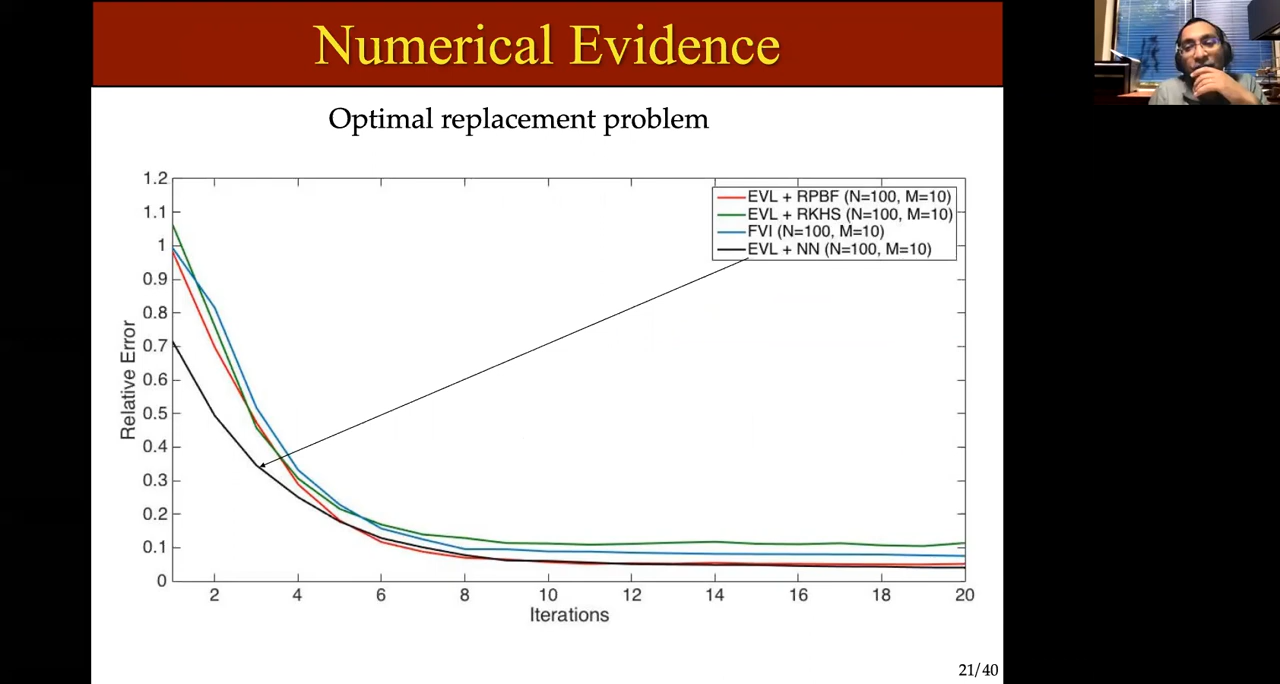 Numerical Evidence
Optimal replacement problem
1.2
1.1
1
0.9
0.8
0.7
0.6
0.5
0.4
0.3
0.2
0.1
0
Relative Error
EVL + RPBF (N=100, M=10)
EVL + RKHS (N=100, M=10)
FVI (N=100, M=10)
EVL + NN (N=100, M=10)
2 4 6 8 10 12 14 16 18 20
Iterations
21/40